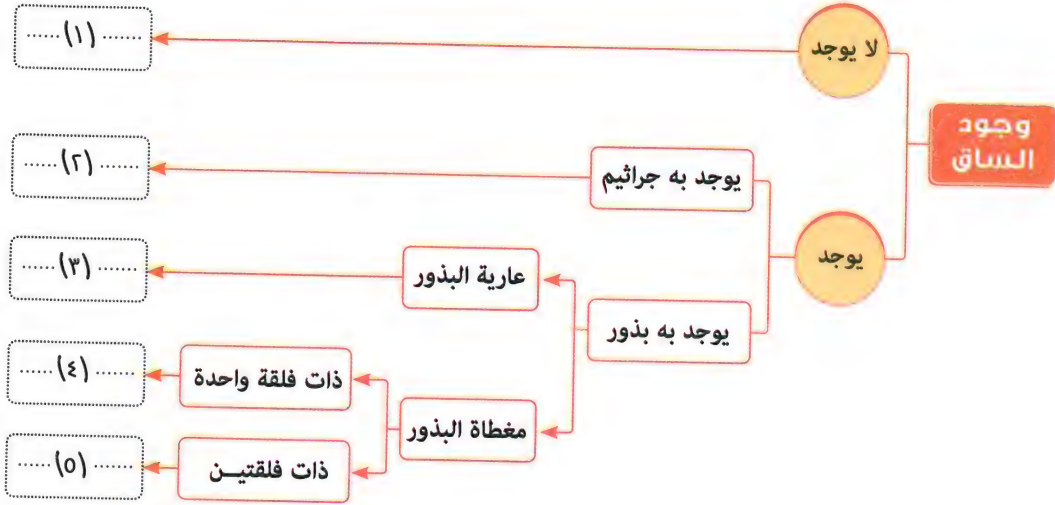 وجود
الساق
لا يوجد
...... (١) ......
يوجد
يوجد به جراثيم
...... (٢) ......
يوجد به بذور
عارية البذور
...... (٣) ......
مغطاة البذور
ذات فلقة واحدة
...... (٤) ......
ذات فلقتيـــن
...... (٥) ......